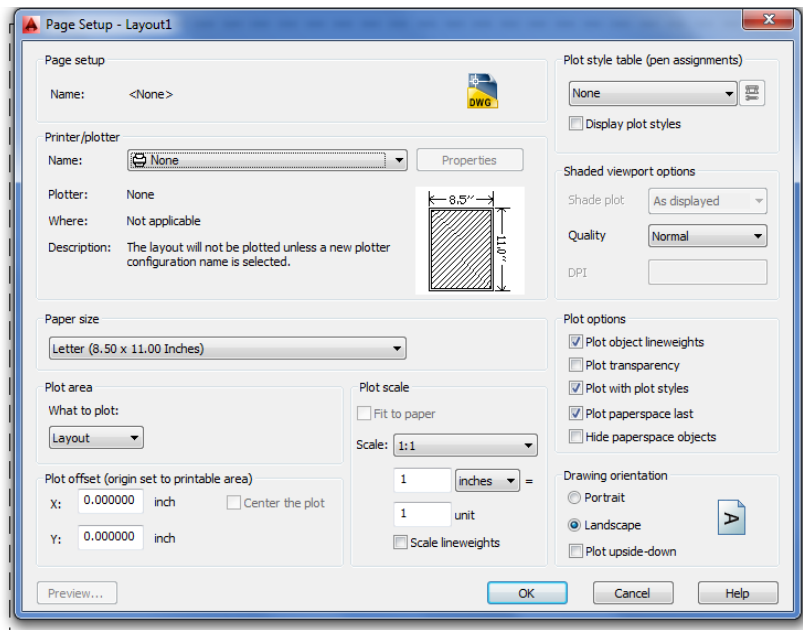 Page Setup - Layout1
Page setup
Name: <None>
DWG
Printer/plotter
Name: None
Properties
Plotter: None
Where: Not applicable
Description: The layout will not be plotted unless a new plotter
configuration name is selected.
8.5″
11.0″
Paper size
Letter (8.50 x 11.00 Inches)
Plot area
What to plot:
Layout
Plot offset (origin set to printable area)
X: 0.000000 inch
Center the plot
Y: 0.000000 inch
Plot scale
Fit to paper
Scale: 1:1
1 inches =
1 unit
Scale lineweights
Plot style table (pen assignments)
None
Display plot styles
Shaded viewport options
Shade plot As displayed
Quality Normal
DPI
Plot options
Plot object lineweights
Plot transparency
Plot with plot styles
Plot paperspace last
Hide paperspace objects
Drawing orientation
Portrait
Landscape
A
Plot upside-down
Preview...
OK
Cancel
Help